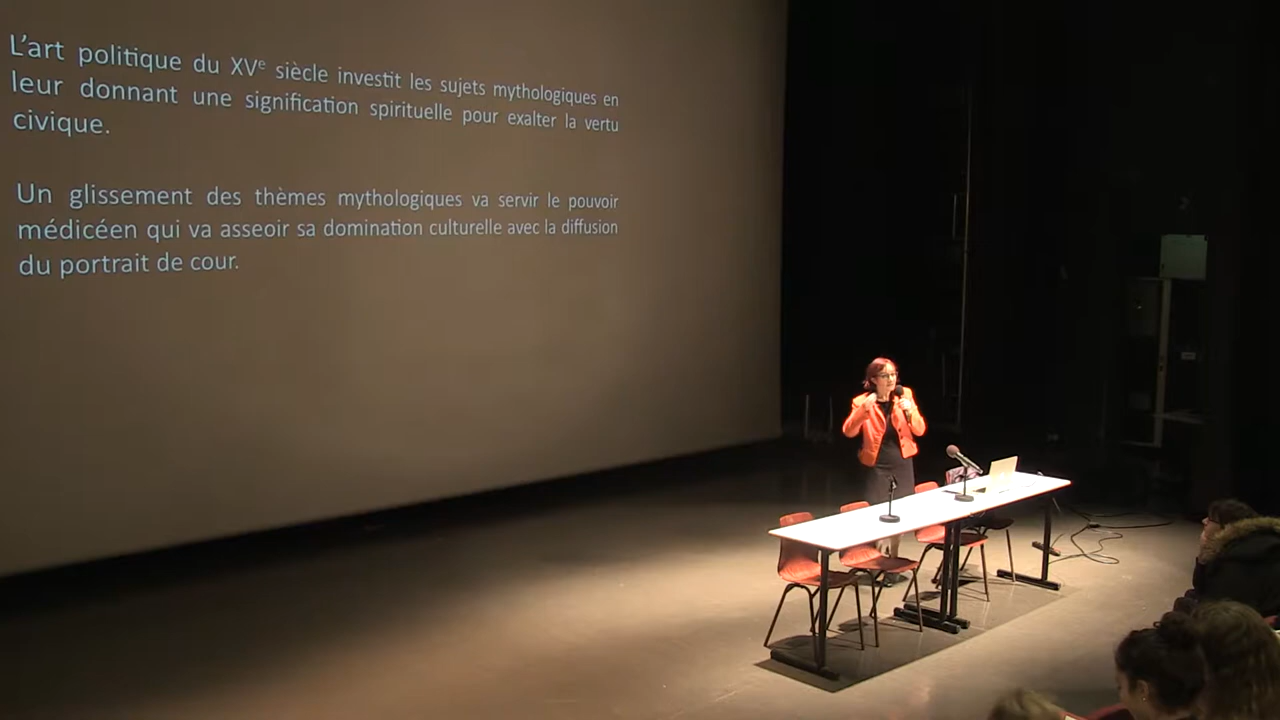 L'art politique du XVe siècle investit les sujets mythologiques en
leur donnant une signification spirituelle pour exalter la vertu
civique.
Un glissement des thèmes mythologiques va servir le pouvoir
médicéen qui va asseoir sa domination culturelle avec la diffusion
du portrait de cour.